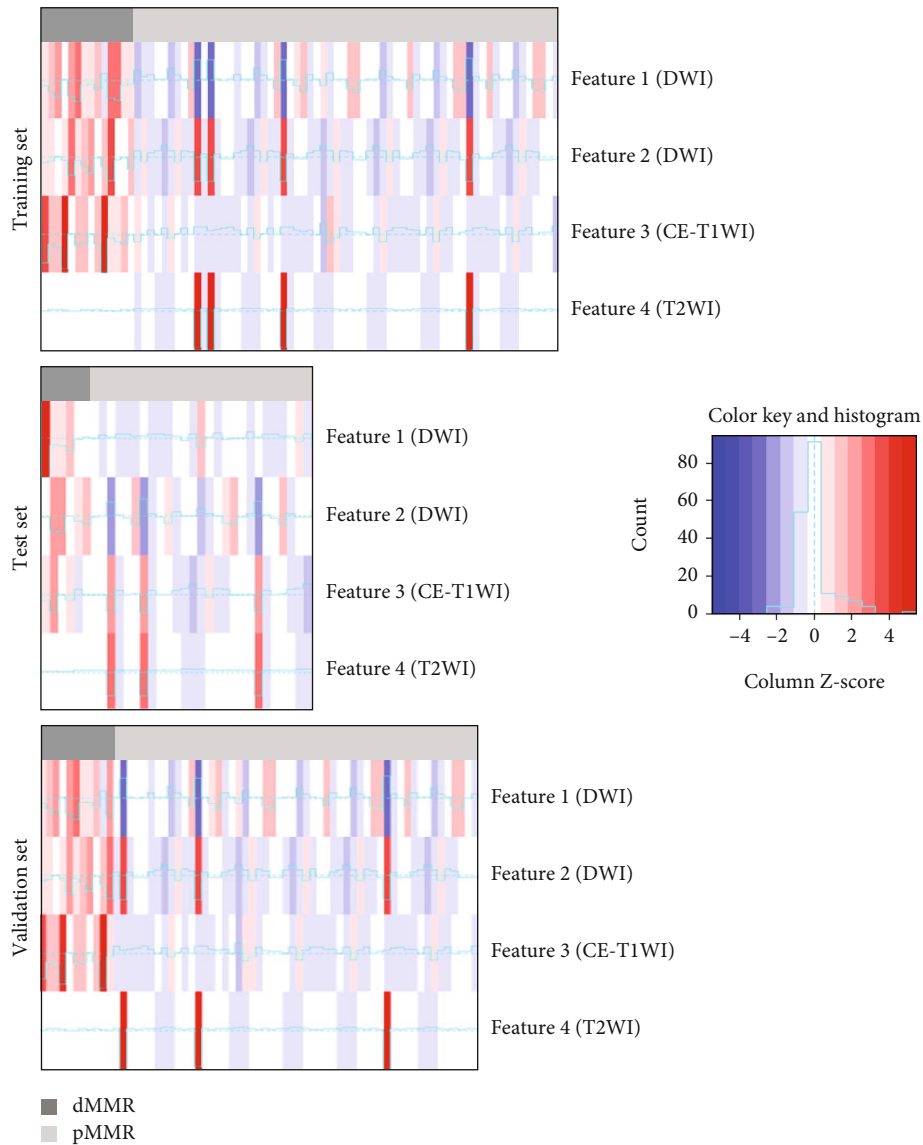 Training set
Feature 1 (DWI)
Feature 2 (DWI)
Feature 3 (CE-T1WI)
Feature 4 (T2WI)
Test set
Feature 1 (DWI)
Feature 2 (DWI)
Feature 3 (CE-T1WI)
Feature 4 (T2WI)
Color key and histogram
Count
80
60
40
20
0
−4 −2 0 2 4
Column Z-score
Validation set
Feature 1 (DWI)
Feature 2 (DWI)
Feature 3 (CE-T1WI)
Feature 4 (T2WI)
dMMR
pMMR